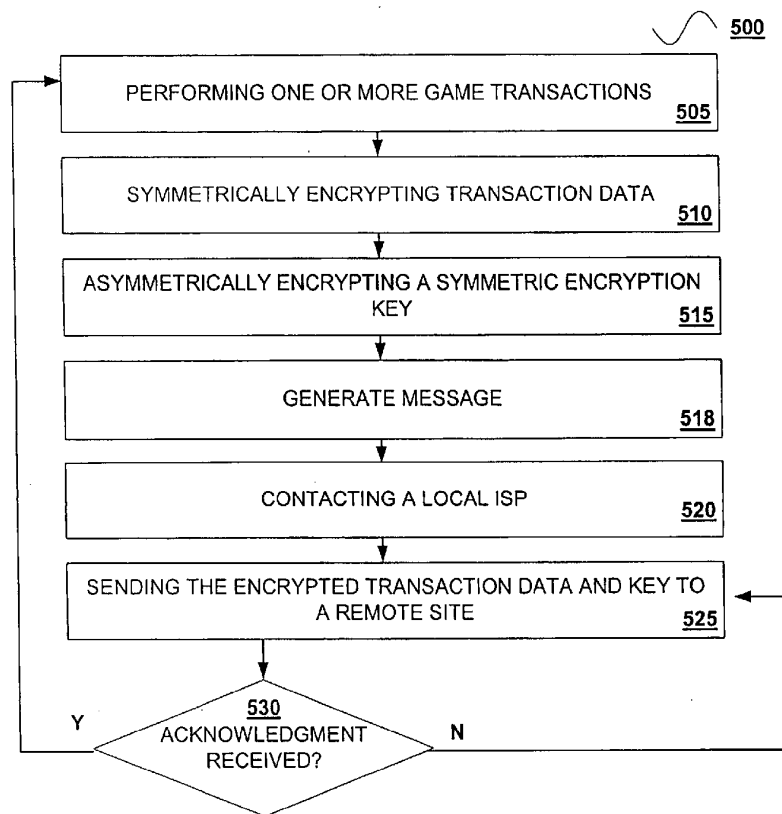 500
PERFORMING ONE OR MORE GAME TRANSACTIONS
505
SYMMETRICALLY ENCRYPTING TRANSACTION DATA
510
ASYMMETRICALLY ENCRYPTING A SYMMETRIC ENCRYPTION
KEY
515
GENERATE MESSAGE
518
CONTACTING A LOCAL ISP
520
SENDING THE ENCRYPTED TRANSACTION DATA AND KEY TO
A REMOTE SITE
525
530
Y
ACKNOWLEDGMENT
N
RECEIVED?